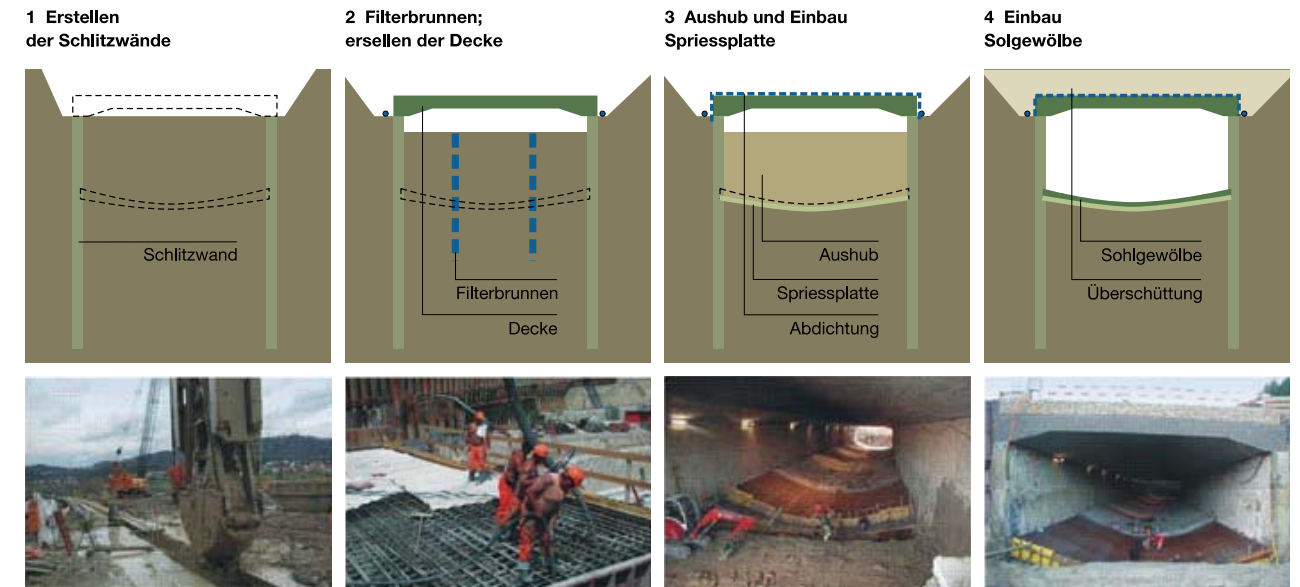 1 Erstellen
der Schlitzwände
2 Filterbrunnen;
ersellen der Decke
3 Aushub und Einbau
Spriessplatte
4 Einbau
Solgewölbe
Schlitzwand
Filterbrunnen
Decke
Aushub
Spriessplatte
Abdichtung
Sohlgewölbe
Überschüttung